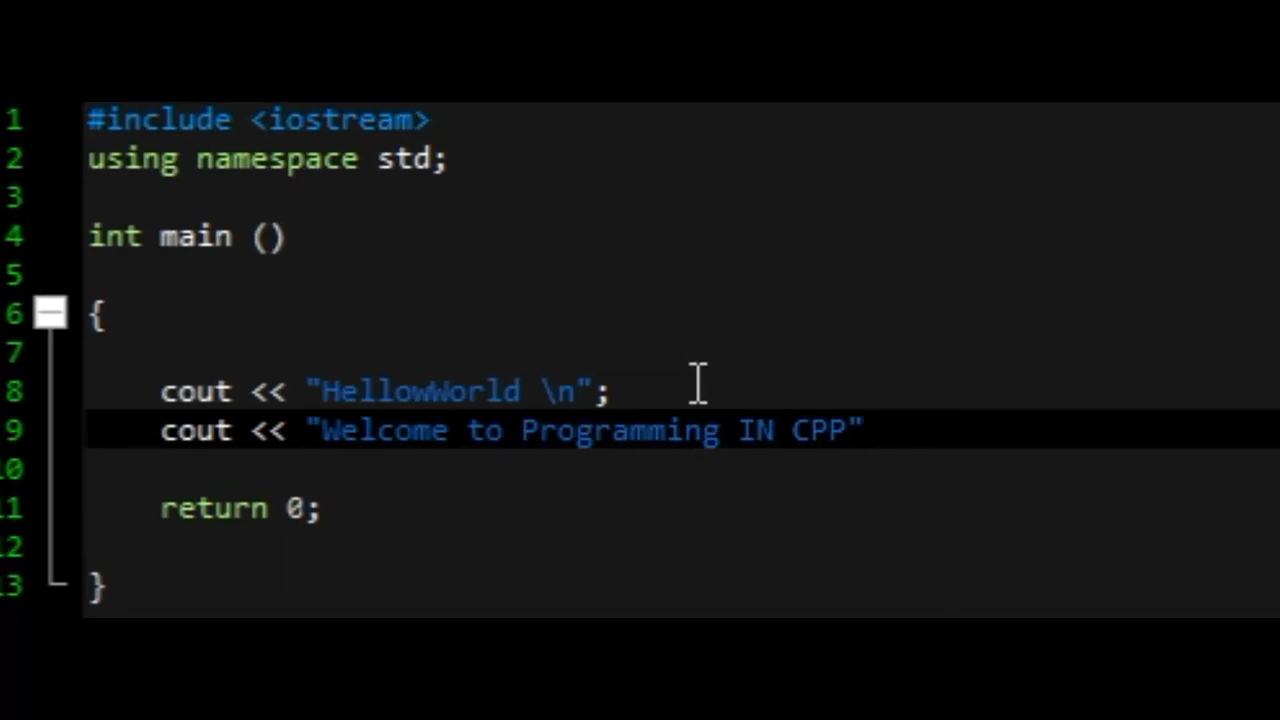 1 #include <iostream>
2 using namespace std;
3
4 int main ()
5
6 {
7
8 cout << "HellowWorld \n";
9 cout << "Welcome to Programming IN CPP"
10
11 return 0;
12
13 }